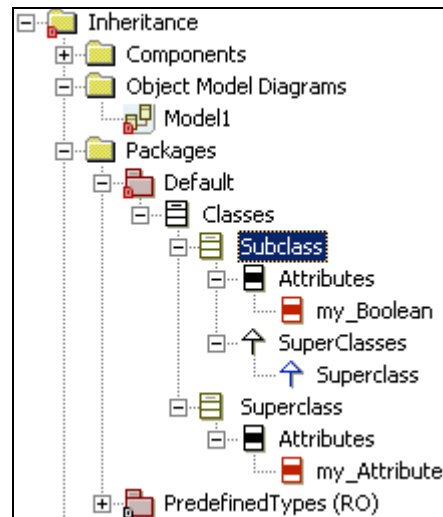 Inheritance
Components
Object Model Diagrams
Model1
Packages
Default
Classes
Subclass
Attributes
my_Boolean
SuperClasses
Superclass
Superclass
Attributes
my_Attribute
PredefinedTypes (RO)